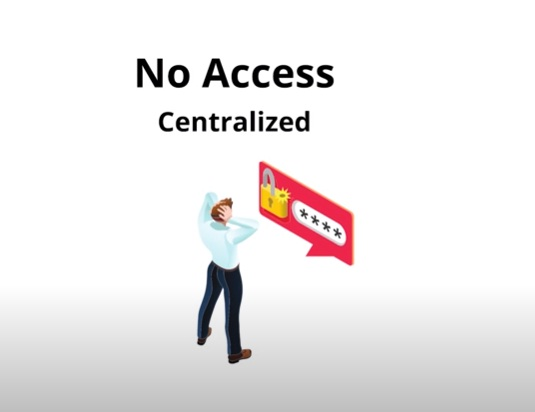 No Access
Centralized
****